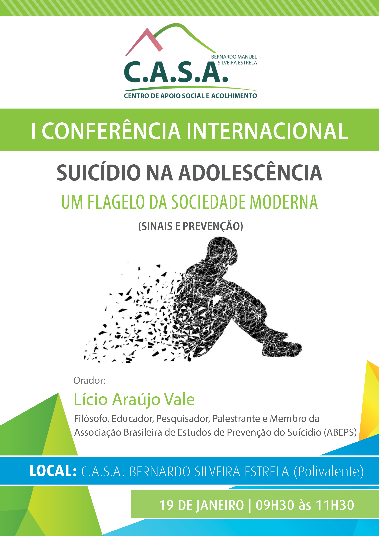 BERNARDO MANUEL
SILVEIRA ESTRELA
C.A.S.A.
CENTRO DE APOIO SOCIAL E ACOLHIMENTO
I CONFERÊNCIA INTERNACIONAL
SUICÍDIO NA ADOLESCÊNCIA
UM FLAGELO DA SOCIEDADE MODERNA
(SINAIS E PREVENÇÃO)
Orador:
Lício Araújo Vale
Filósofo, Educador, Pesquisador, Palestrante e Membro da
Associação Brasileira de Estudos de Prevenção do Suicídio (ABEPS)
LOCAL: C.A.S.A. BERNARDO SILVEIRA ESTRELA (Polivalente)
19 DE JANEIRO | 09H30 às 11H30